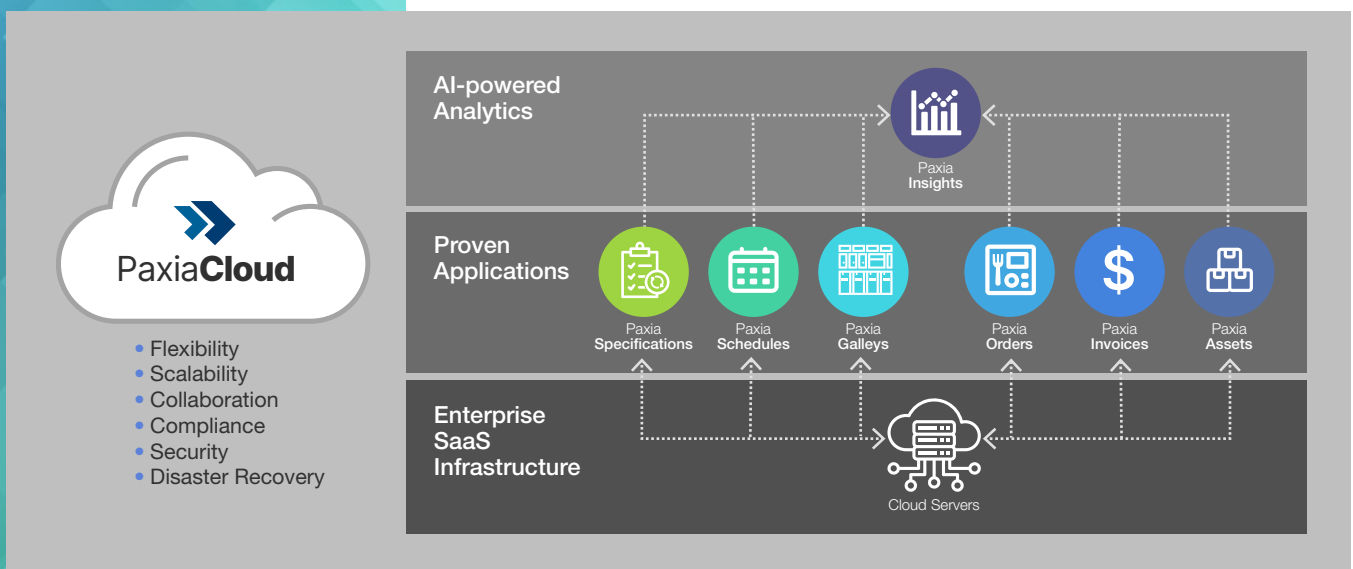 PaxiaCloud
• Flexibility
• Scalability
• Collaboration
• Compliance
• Security
• Disaster Recovery
AI-powered
Analytics
Paxia
Insights
Proven
Applications
Paxia
Specifications
Paxia
Schedules
Paxia
Galleys
Paxia
Orders
$
Paxia
Invoices
Paxia
Assets
Enterprise
SaaS
Infrastructure
Cloud Servers